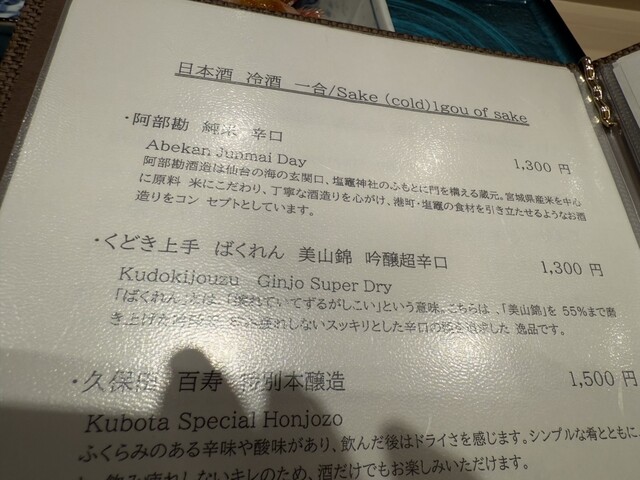 日本酒 冷酒 一合/Sake (cold)1gou of sake
・阿部勘 純米 辛口
Abekan Junmai Day 1,300 円
阿部勘酒造は仙台の海の玄関口、塩竈神社のふもとに門を構える蔵元。宮城県産米を中心
に原料 米にこだわり、丁寧な酒造りを心がけ、港町・塩竈の食材を引き立たせるようなお酒
造りをコン セプトとしています。
・くどき上手 ばくれん 美山錦 吟醸超辛口 1,300 円
Kudokijouzu Ginjo Super Dry
「ばくれん」とは、「擦れていてずるがしこい」という意味。こちらは 、「美山錦」を 55%まで磨
き上げた 疲れしないスッキリとした辛口の 逸品です。
・久保田 百寿 特別本醸造 1,500 円
Kubota Special Honjozo
ふくらみのある辛味や酸味があり、飲んだ後はドライさを感じます。シンプルな肴とともに
飲み疲れしないキレのため、酒だけでもお楽しみいただけます。